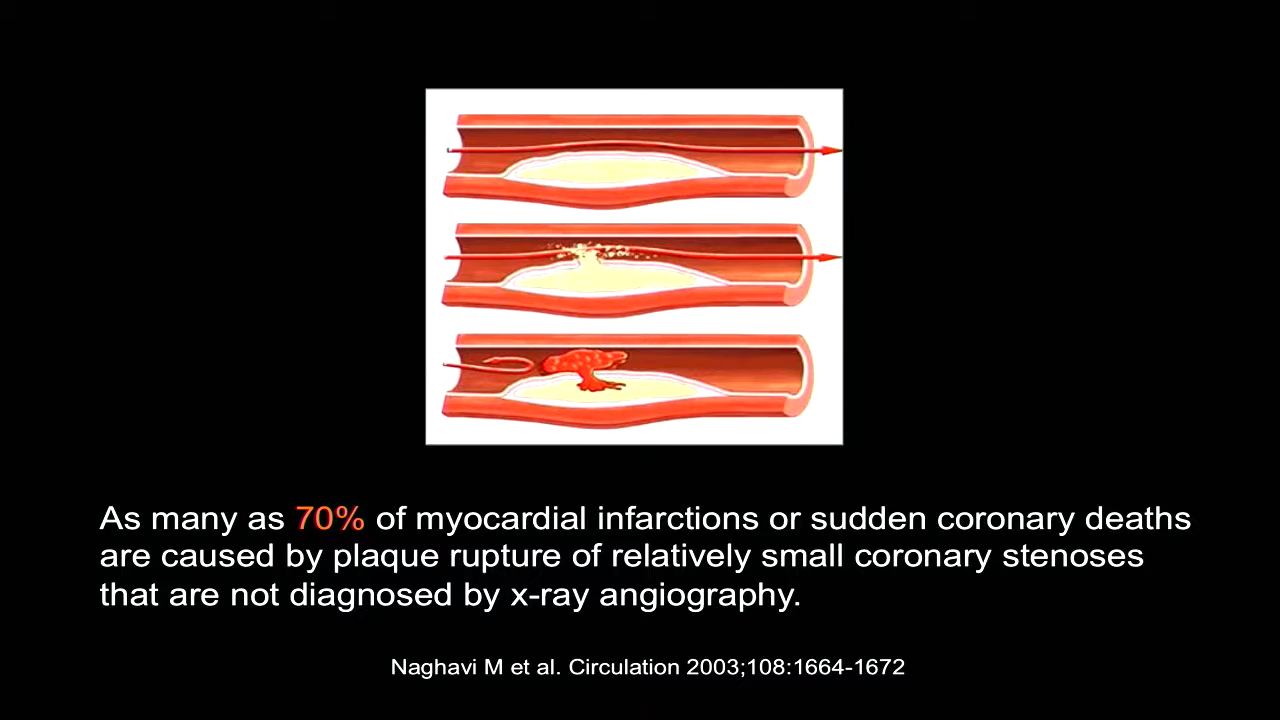 As many as 70% of myocardial infarctions or sudden coronary deaths
are caused by plaque rupture of relatively small coronary stenoses
that are not diagnosed by x-ray angiography.
Naghavi M et al. Circulation 2003;108:1664-1672